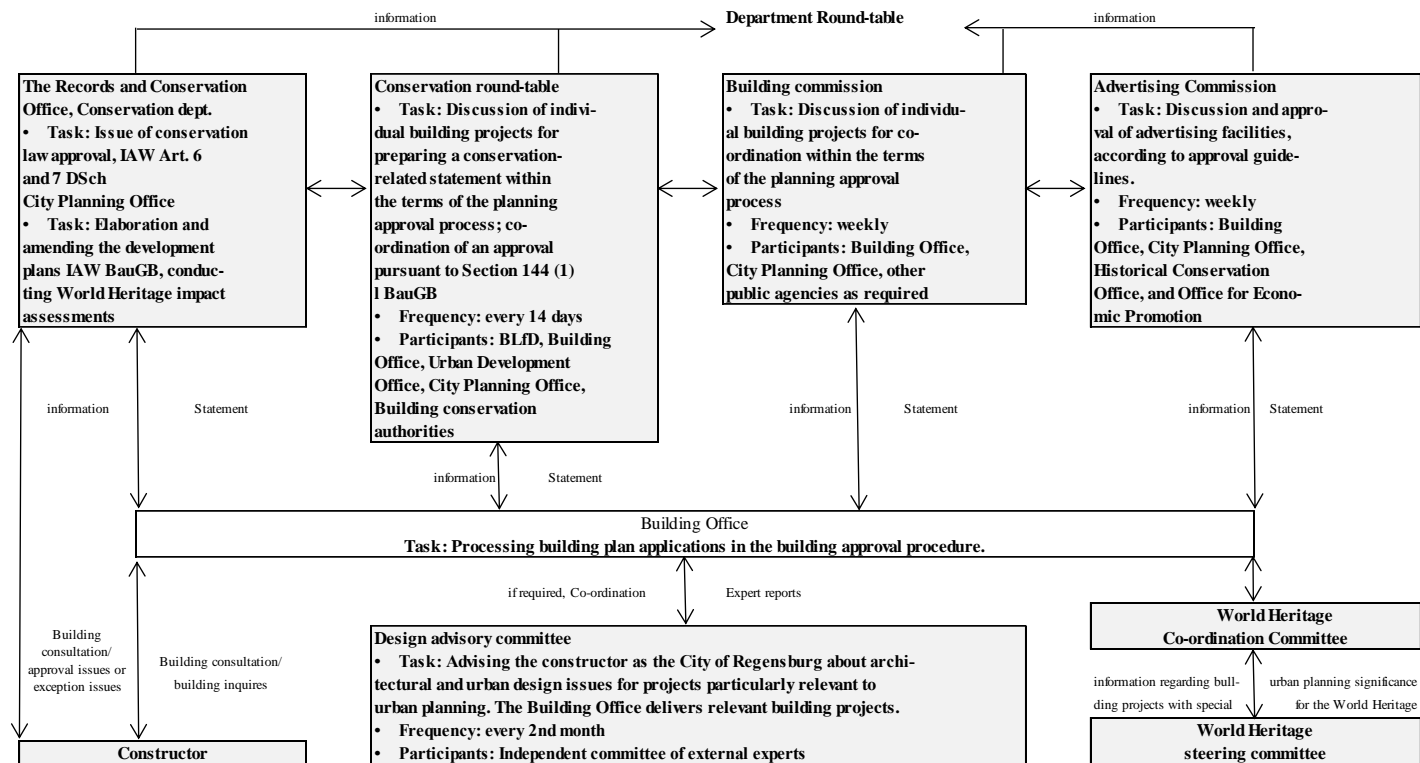 information
Department Round-table
information
The Records and Conservation
Office, Conservation dept.
• Task: Issue of conservation
law approval, IAW Art. 6
and 7 DSch
City Planning Office
• Task: Elaboration and
amending the development
plans IAW BauGB, conduc-
ting World Heritage impact
assessments
Conservation round-table
• Task: Discussion of indivi-
dual building projects for
preparing a conservation-
related statement within
the terms of the planning
approval process; co-
ordination of an approval
pursuant to Section 144 (1)
l BauGB
• Frequency: every 14 days
• Participants: BLfD, Building
Office, Urban Development
Office, City Planning Office,
Building conservation
authorities
Building commission
• Task: Discussion of individu-
al building projects for co-
ordination within the terms
of the planning approval
process
• Frequency: weekly
• Participants: Building Office,
City Planning Office, other
public agencies as required
Advertising Commission
• Task: Discussion and appro-
val of advertising facilities,
according to approval guide-
lines.
• Frequency: weekly
• Participants: Building
Office, City Planning Office,
Historical Conservation
Office, and Office for Econo-
mic Promotion
information
Statement
information
Statement
information
Statement
information
Statement
Building Office
Task: Processing building plan applications in the building approval procedure.
Building
consultation/
approval issues or
exception issues
Building consultation/
building inquires
if required, Co-ordination
Expert reports
Design advisory committee
• Task: Advising the constructor as the City of Regensburg about archi-
tectural and urban design issues for projects particularly relevant to
urban planning. The Building Office delivers relevant building projects.
• Frequency: every 2nd month
• Participants: Independent committee of external experts
World Heritage
Co-ordination Committee
information regarding buil-
ding projects with special
urban planning significance
for the World Heritage
World Heritage
steering committee
Constructor